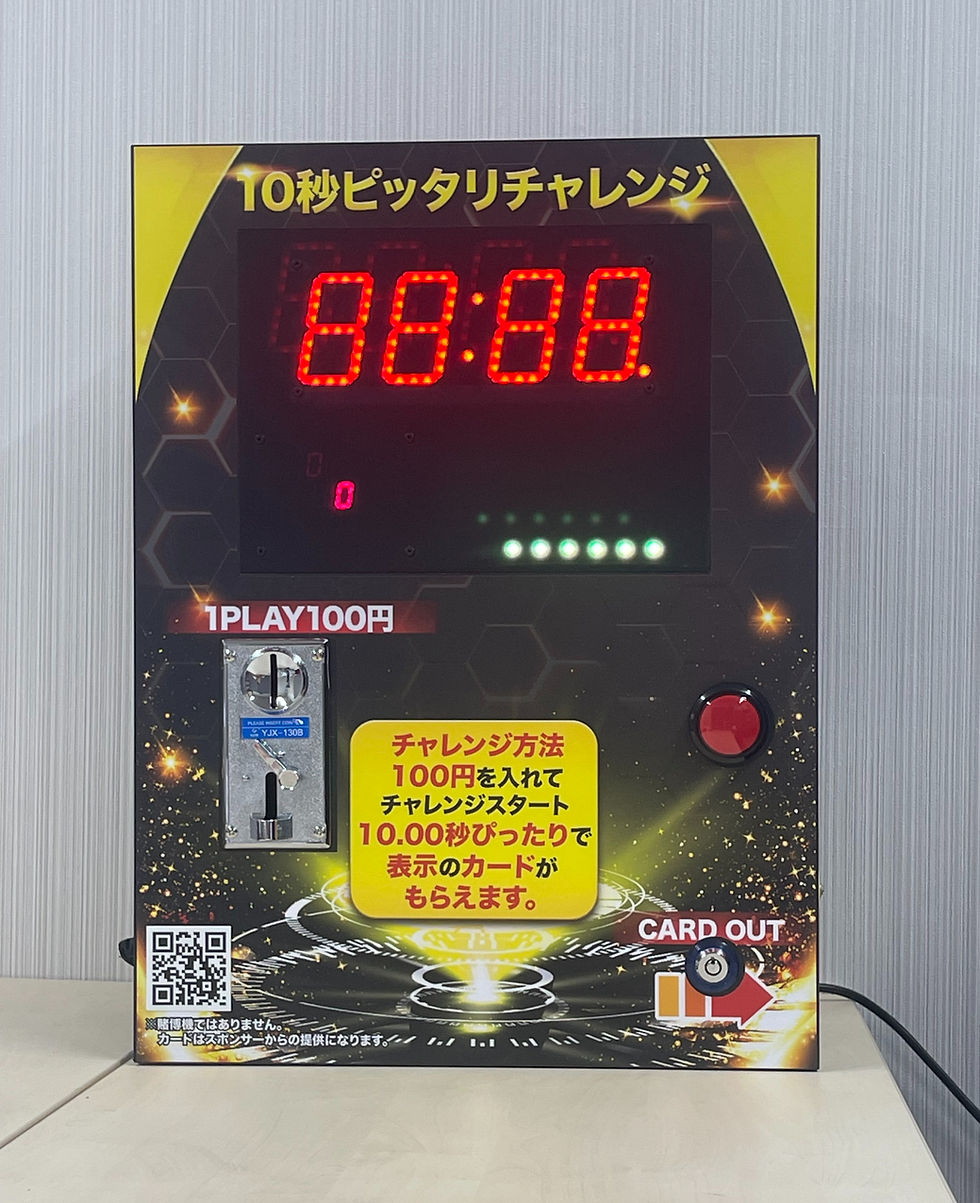 10秒ピッタリチャレンジ
88:88.
0
1PLAY100円
PLEASE INSERT COIN
YJX-130B
チャレンジ方法
100円を入れて
チャレンジスタート
10.00秒ぴったりで
表示のカードが
もらえます。
CARD OUT
※賭博機ではありません。
カードはスポンサーからの提供になります。